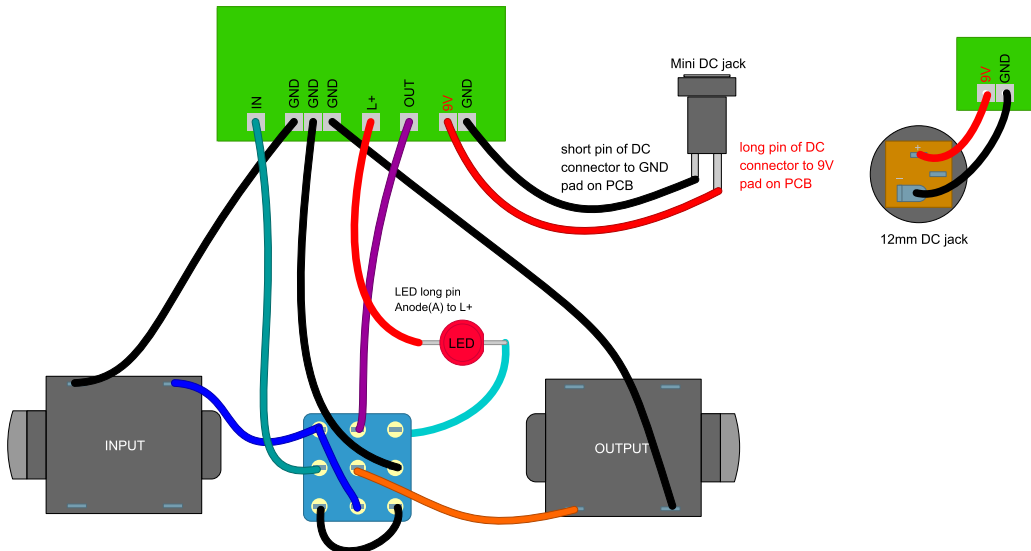 IN
GND
GND
GND
L+
OUT
9V
GND
Mini DC jack
short pin of DC
connector to GND
pad on PCB
long pin of DC
connector to 9V
pad on PCB
9V
GND
+
–
12mm DC jack
LED long pin
Anode(A) to L+
LED
INPUT
OUTPUT